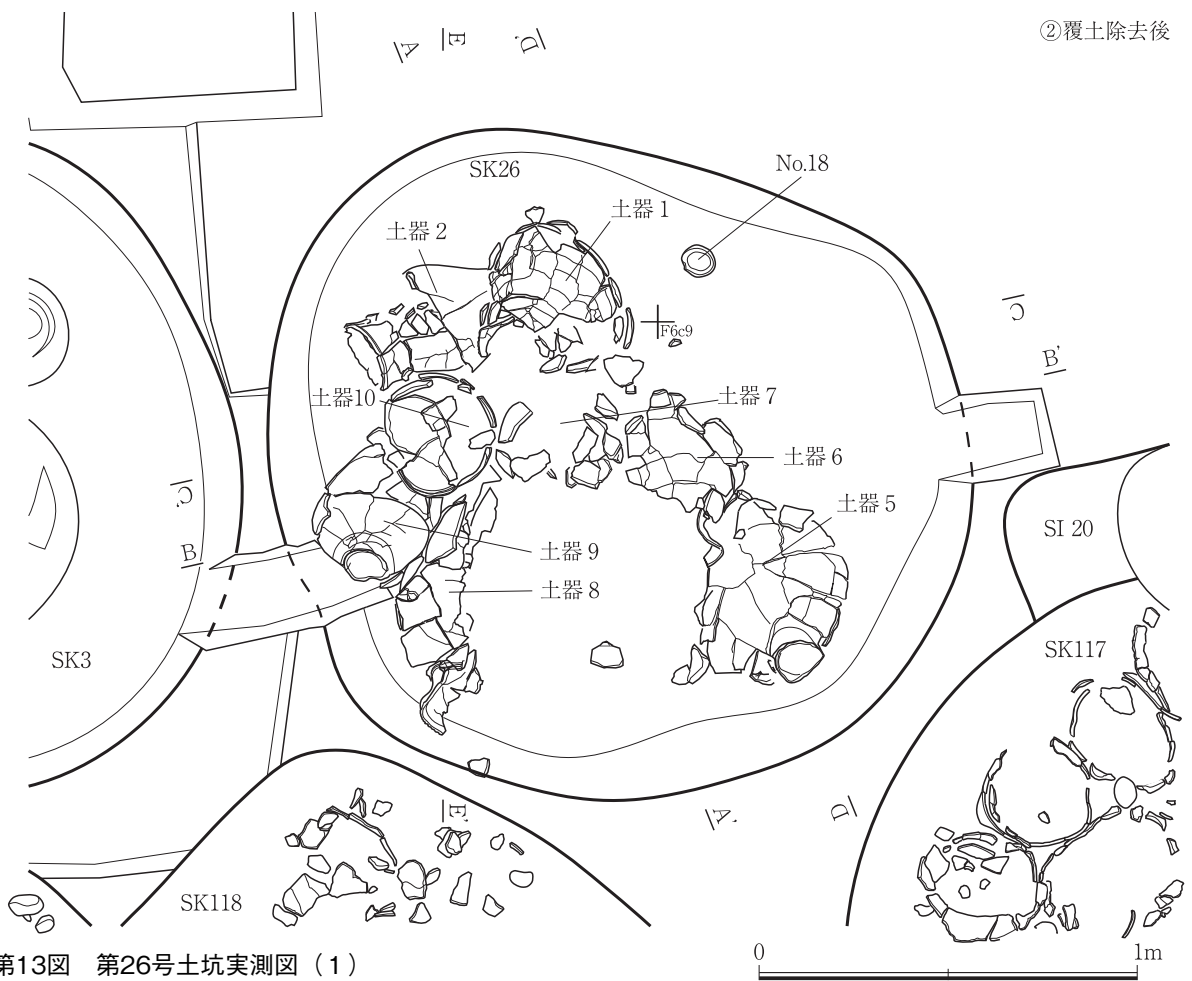 ②覆土除去後
A
E
D'
SK26
No.18
土器1
土器2
F6c9
C
B'
土器10
土器7
土器6
土器5
C'
SI 20
B
土器9
土器8
SK3
SK117
E'
A'
D
SK118
第13図 第26号土坑実測図（1）
0 1m